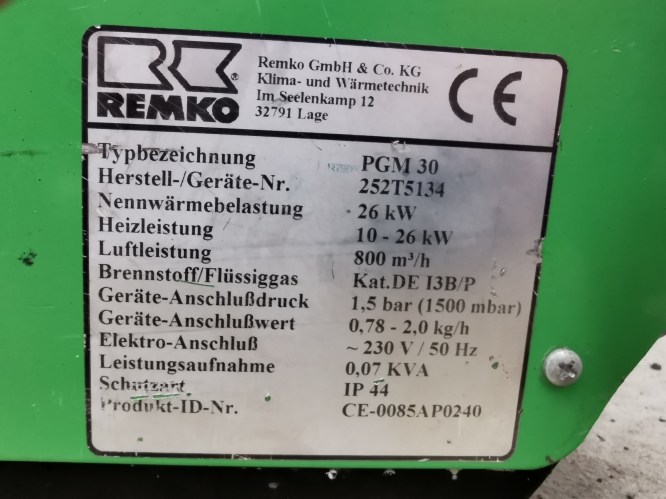 REMKO ®
Remko GmbH & Co. KG
Klima- und Wärmetechnik
Im Seelenkamp 12
32791 Lage
CE
Typbezeichnung PGM 30
Herstell-/Geräte-Nr. 252T5134
Nennwärmebelastung 26 kW
Heizleistung 10 - 26 kW
Luftleistung 800 m³/h
Brennstoff/Flüssiggas Kat.DE I3B/P
Geräte-Anschlußdruck 1,5 bar (1500 mbar)
Geräte-Anschlußwert 0,78 - 2,0 kg/h
Elektro-Anschluß ~ 230 V / 50 Hz
Leistungsaufnahme 0,07 KVA
Schutzart IP 44
Produkt-ID-Nr. CE-0085AP0240